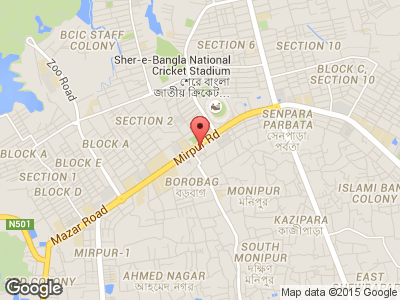 BCIC STAFF
COLONY
Zoo Road
Sher-e-Bangla National
Cricket Stadium
শেরে বাংলা
জাতীয় ক্রিকেট...
SECTION 6
SECTION 10
BLOCK C,
SECTION 10
SECTION 2
SENPARA
PARBATA
সেনপাড়া
পর্বতা
BLOCK A
BLOCK A
BLOCK E
SECTION 1
BLOCK D
Mirpur Rd
BOROBAG
বড়বাগ
MONIPUR
মনিপুর
ISLAMI BAN
COLONY
N501
Mazar Road
KAZIPARA
কাজীপাড়া
MIRPUR-1
SOUTH
MONIPUR
দক্ষিণ
মনিপুর
COLONY
AHMED NAGAR
আহমেদ নগর
Google
Map data ©2015 Google